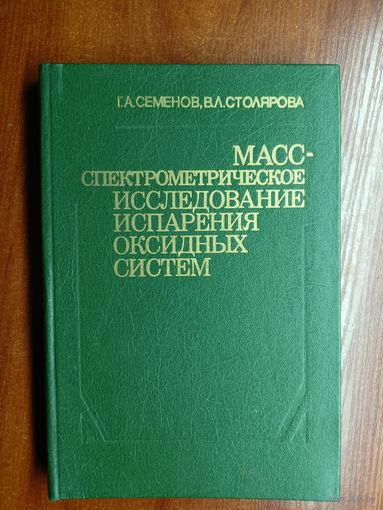 Г.А.СЕМЕНОВ, В.Л.СТОЛЯРОВА
МАСС-
СПЕКТРОМЕТРИЧЕСКОЕ
ИССЛЕДОВАНИЕ
ИСПАРЕНИЯ
ОКСИДНЫХ
СИСТЕМ